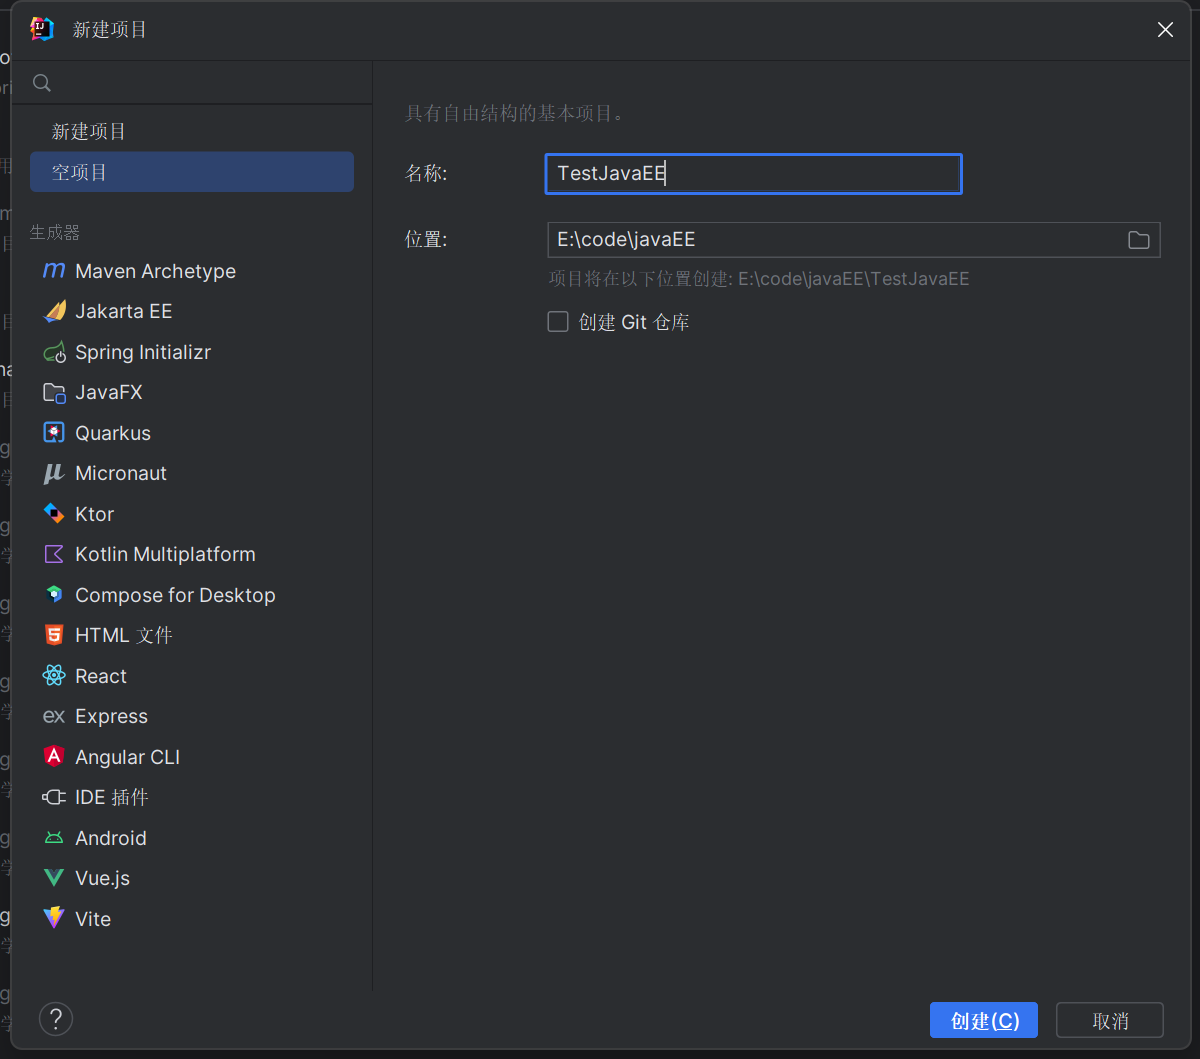 新建项目
新建项目
空项目
生成器
Maven Archetype
Jakarta EE
Spring Initializr
JavaFX
Quarkus
Micronaut
Ktor
Kotlin Multiplatform
Compose for Desktop
HTML 文件
React
Express
Angular CLI
IDE 插件
Android
Vue.js
Vite
具有自由结构的基本项目。
名称:
TestJavaEE
位置:
E:\code\javaEE
项目将在以下位置创建: E:\code\javaEE\TestJavaEE
创建 Git 仓库
?
创建(C)
取消